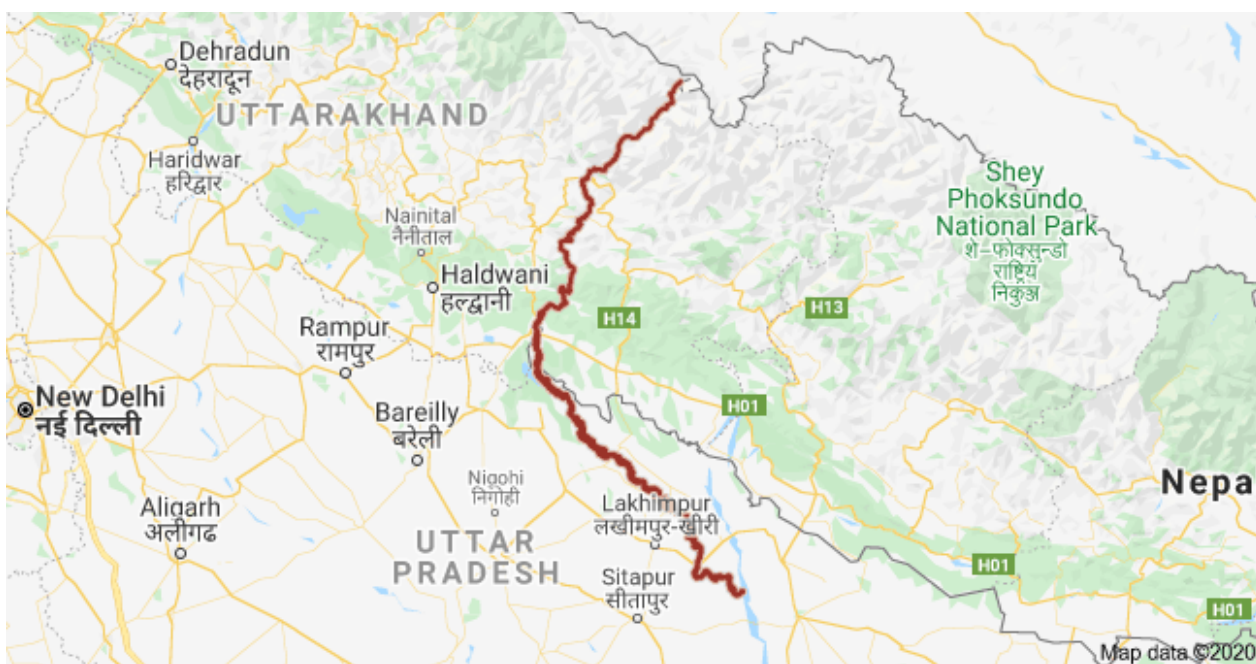 Dehradun
देहरादून
UTTARAKHAND
Haridwar
हरिद्वार
Shey
Phoksundo
National Park
शे-फोक्सुन्डो
राष्ट्रिय
निकुञ्ज
Nainital
नैनीताल
Haldwani
हल्द्वानी
H13
H14
Rampur
रामपुर
New Delhi
नई दिल्ली
Bareilly
बरेली
H01
Nigohi
निगोही
Nepa
Lakhimpur
लखीमपुर-खीरी
Aligarh
अलीगढ
UTTAR
PRADESH
H01
Sitapur
सीतापुर
H01
Map data ©2020